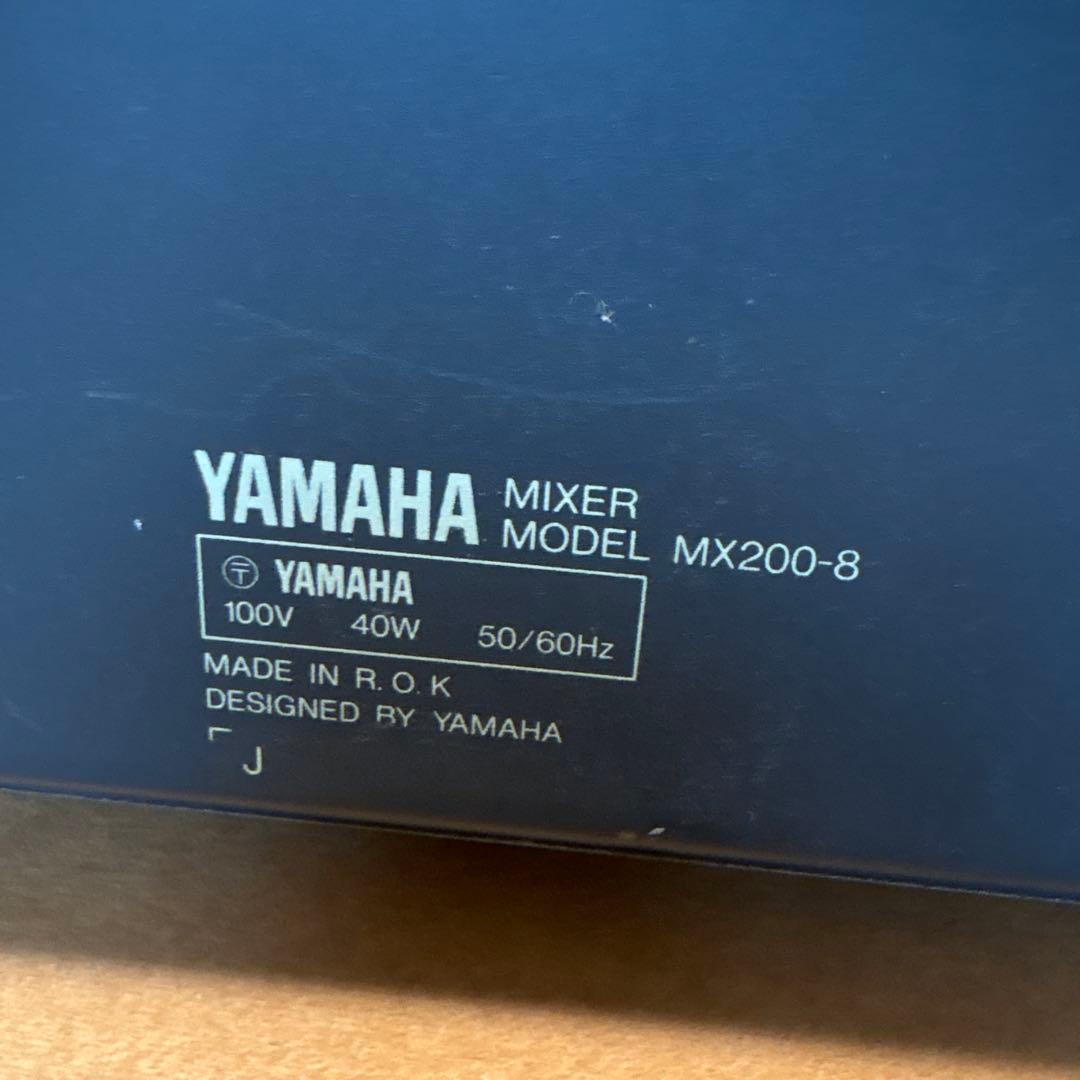 YAMAHA MIXER
MODEL MX200-8
〒 YAMAHA
100V 40W 50/60Hz
MADE IN R.O.K
DESIGNED BY YAMAHA
J